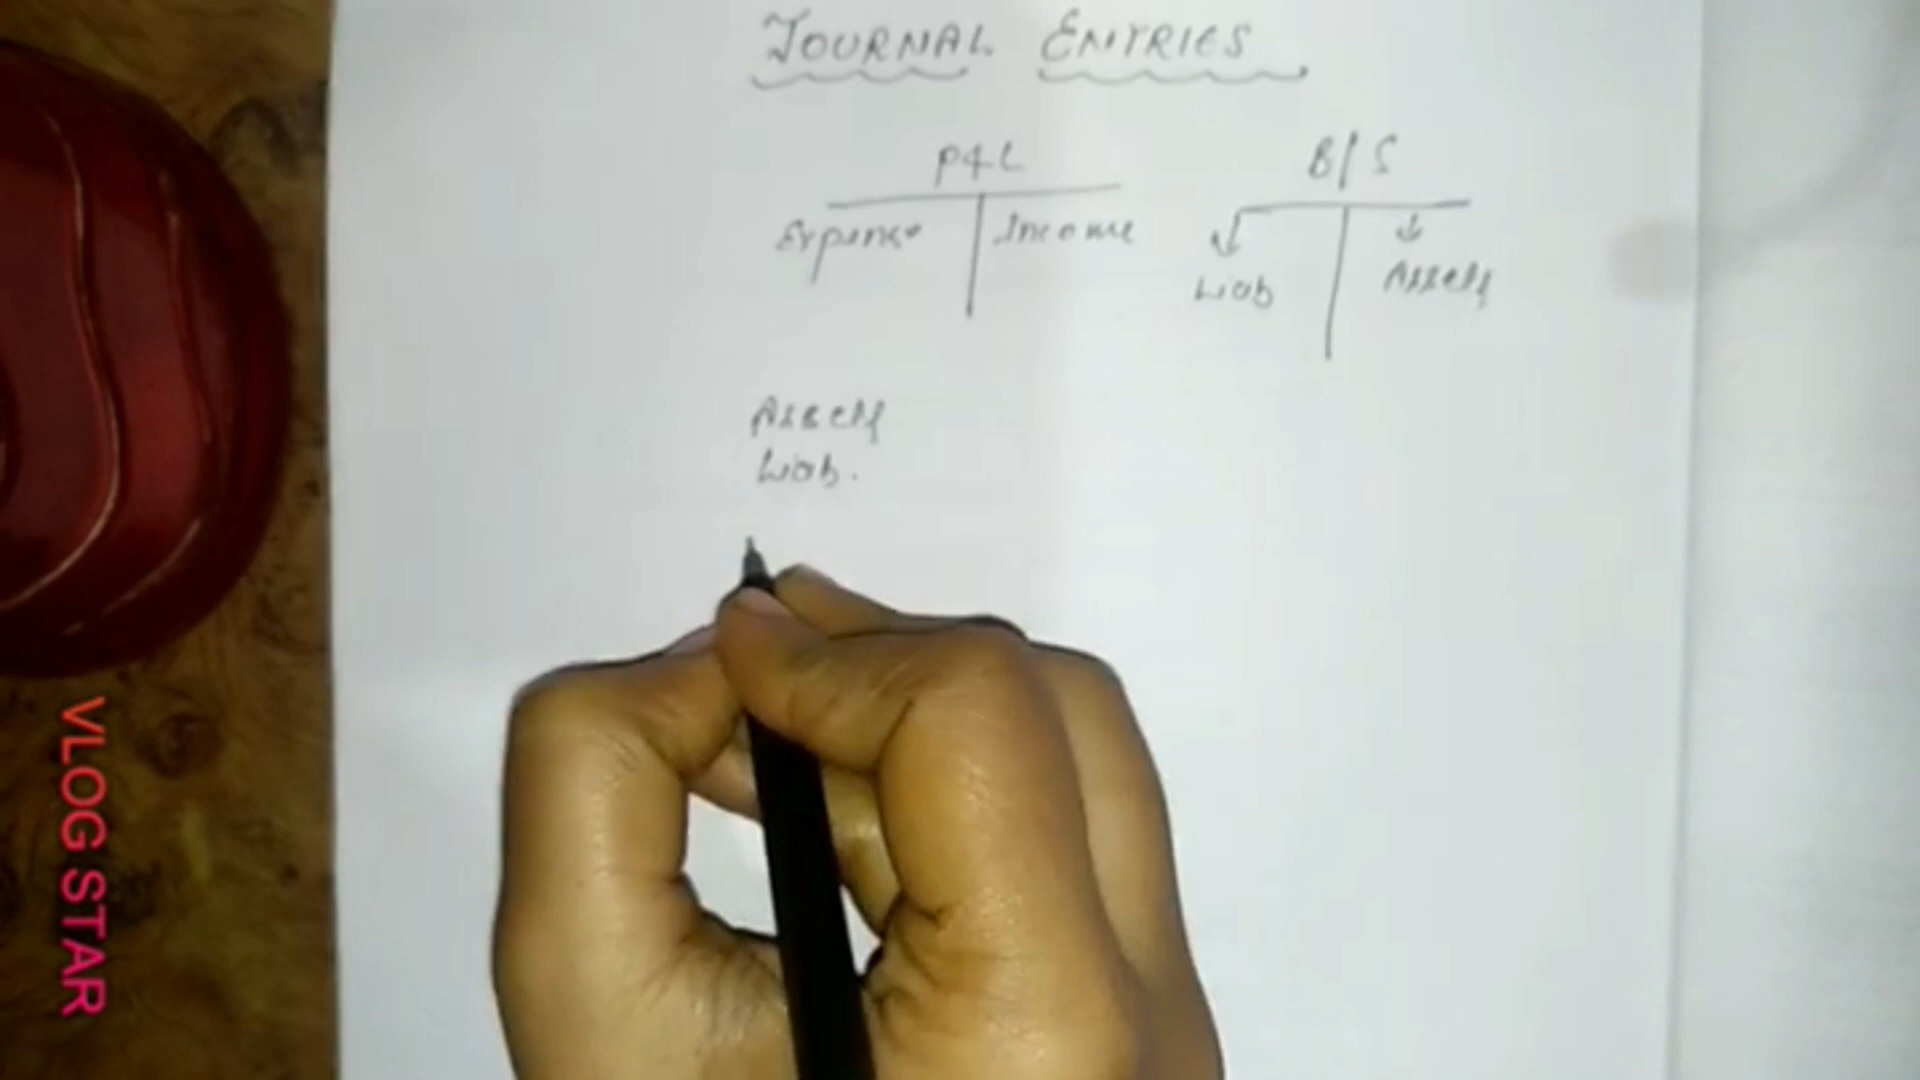 JOURNAL ENTRIES
P&L B/S
Expense Income
Liab Assets
Assets
Liab.
VLOG STAR